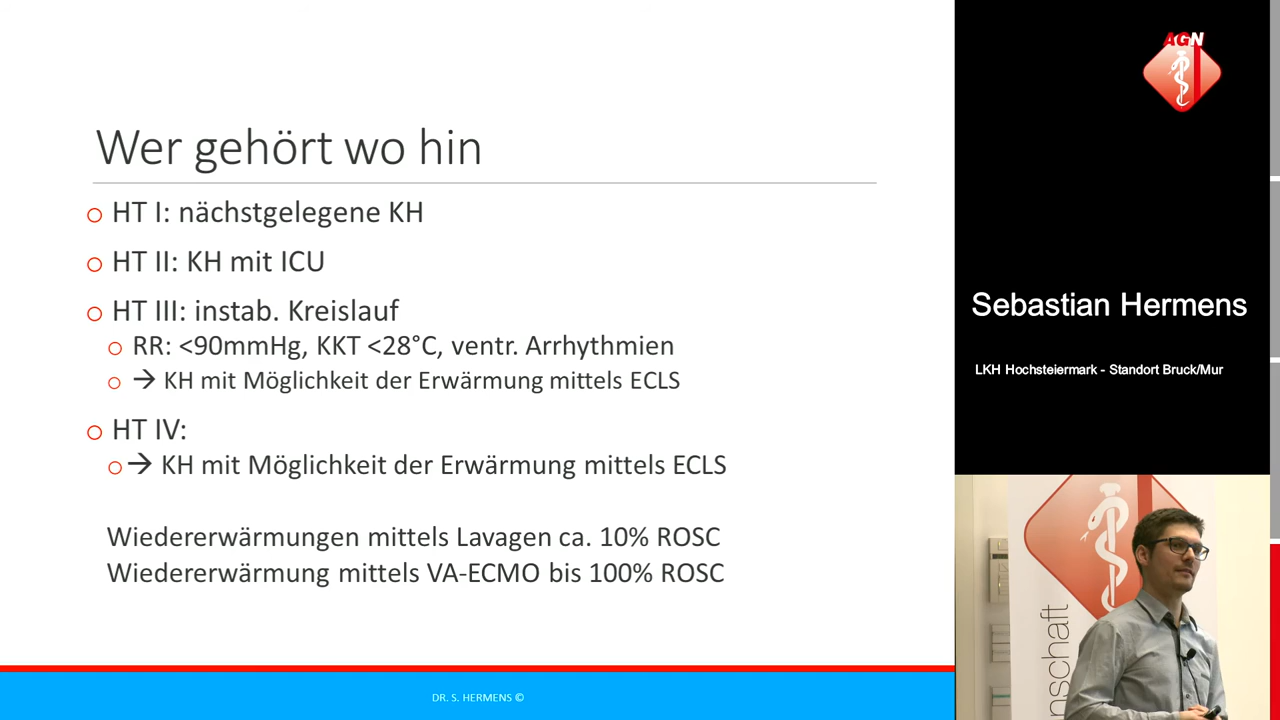 Wer gehört wo hin
HT I: nächstgelegene KH
HT II: KH mit ICU
HT III: instab. Kreislauf
RR: <90mmHg, KKT <28°C, ventr. Arrhythmien
→ KH mit Möglichkeit der Erwärmung mittels ECLS
HT IV:
→ KH mit Möglichkeit der Erwärmung mittels ECLS
Wiedererwärmungen mittels Lavagen ca. 10% ROSC
Wiedererwärmung mittels VA-ECMO bis 100% ROSC
DR. S. HERMENS ©
AGN
Sebastian Hermens
LKH Hochsteiermark - Standort Bruck/Mur
nschaft